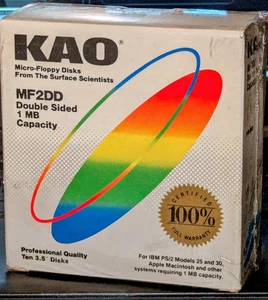 KAO
Micro-Floppy Disks
From The Surface Scientists
MF2DD
Double Sided
1 MB
Capacity
CERTIFIED
100%
FULL WARRANTY
Professional Quality
Ten 3.5" Disks
For IBM PS/2 Models 25 and 30,
Apple Macintosh and other
systems requiring 1 MB capacity.